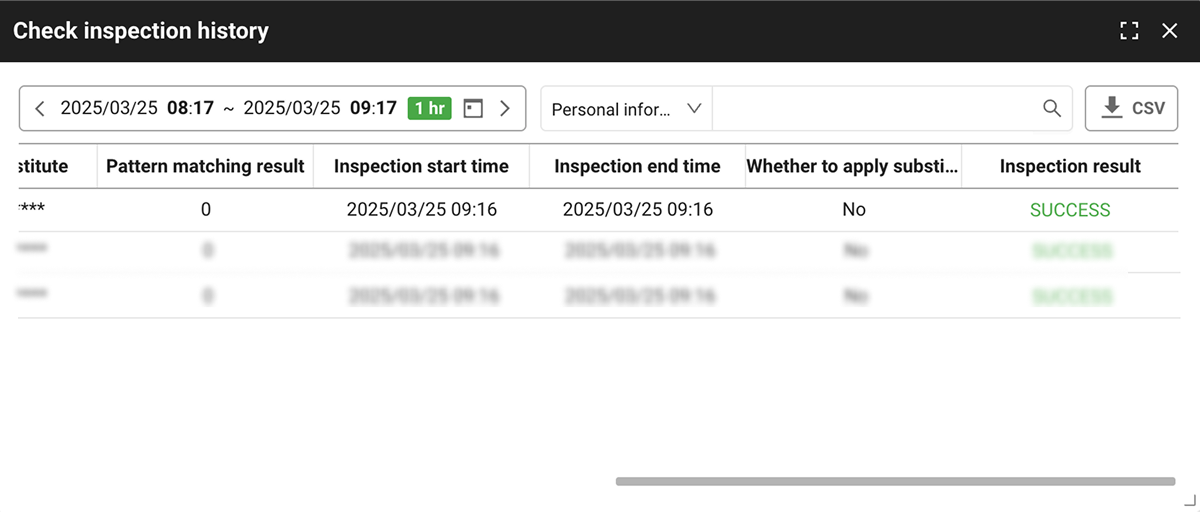 Check inspection history
2025/03/25 08:17 ~ 2025/03/25 09:17 1 hr Personal infor... CSV
stitute Pattern matching result Inspection start time Inspection end time Whether to apply substi... Inspection result
**** 0 2025/03/25 09:16 2025/03/25 09:16 No SUCCESS
**** 0 2025/03/25 09:16 2025/03/25 09:16 No SUCCESS
**** 0 2025/03/25 09:16 2025/03/25 09:16 No SUCCESS